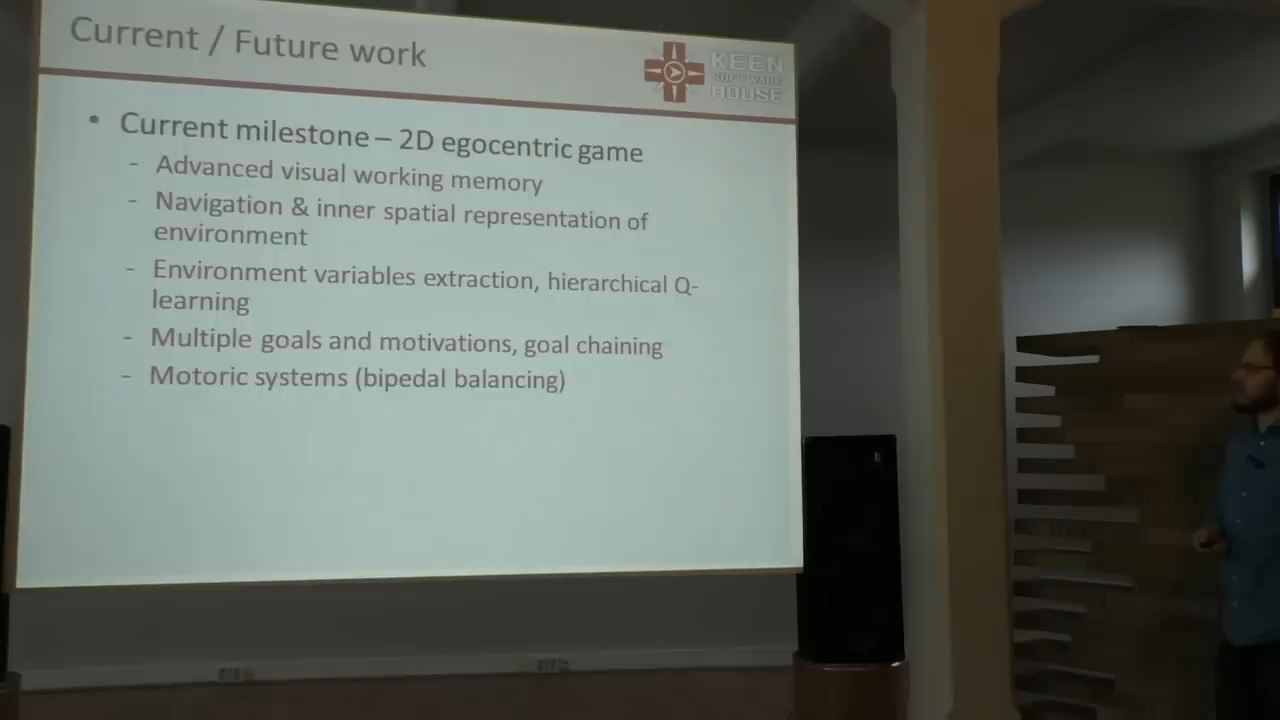 Current / Future work
KEEN
SOFTWARE
HOUSE
• Current milestone – 2D egocentric game
- Advanced visual working memory
- Navigation & inner spatial representation of
environment
- Environment variables extraction, hierarchical Q-
learning
- Multiple goals and motivations, goal chaining
- Motoric systems (bipedal balancing)